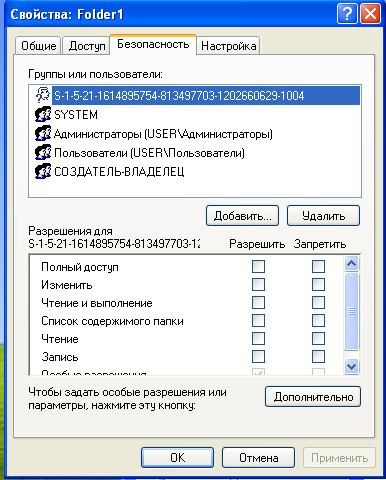 Свойства: Folder1
Общие Доступ Безопасность Настройка
Группы или пользователи:
S-1-5-21-1614895754-813497703-1202660629-1004
SYSTEM
Администраторы (USER\Администраторы)
Пользователи (USER\Пользователи)
СОЗДАТЕЛЬ-ВЛАДЕЛЕЦ
Добавить... Удалить
Разрешения для
S-1-5-21-1614895754-813497703-12 Разрешить Запретить
Полный доступ
Изменить
Чтение и выполнение
Список содержимого папки
Чтение
Запись
Особые разрешения
Чтобы задать особые разрешения или
параметры, нажмите эту кнопку: Дополнительно
OK Отмена Применить